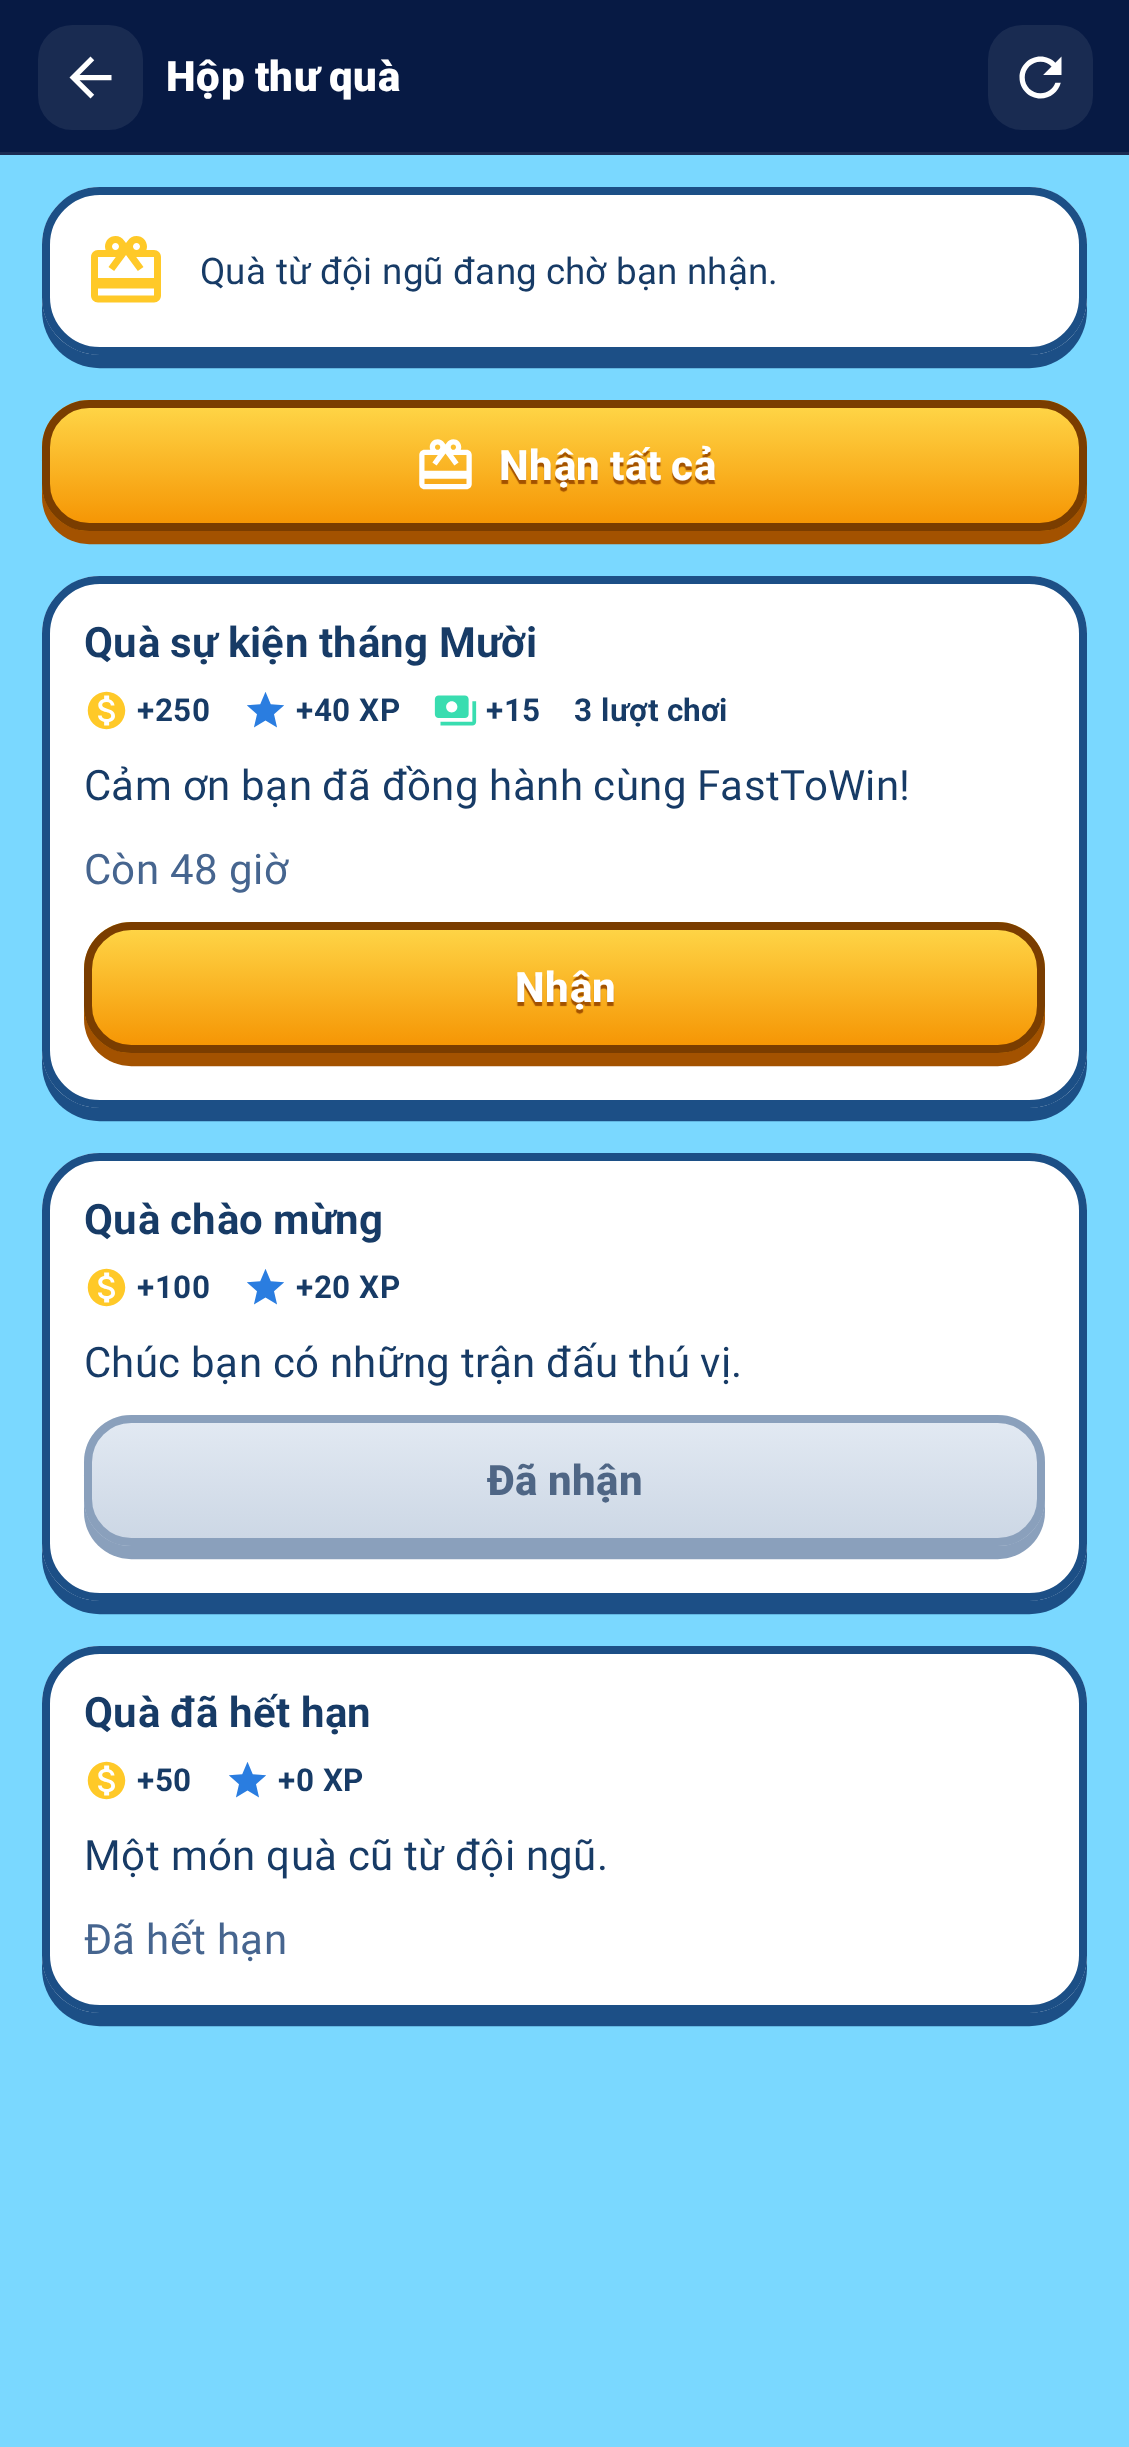 Hộp thư quà
Quà từ đội ngũ đang chờ bạn nhận.
Nhận tất cả
Quà sự kiện tháng Mười
+250 +40 XP +15 3 lượt chơi
Cảm ơn bạn đã đồng hành cùng FastToWin!
Còn 48 giờ
Nhận
Quà chào mừng
+100 +20 XP
Chúc bạn có những trận đấu thú vị.
Đã nhận
Quà đã hết hạn
+50 +0 XP
Một món quà cũ từ đội ngũ.
Đã hết hạn